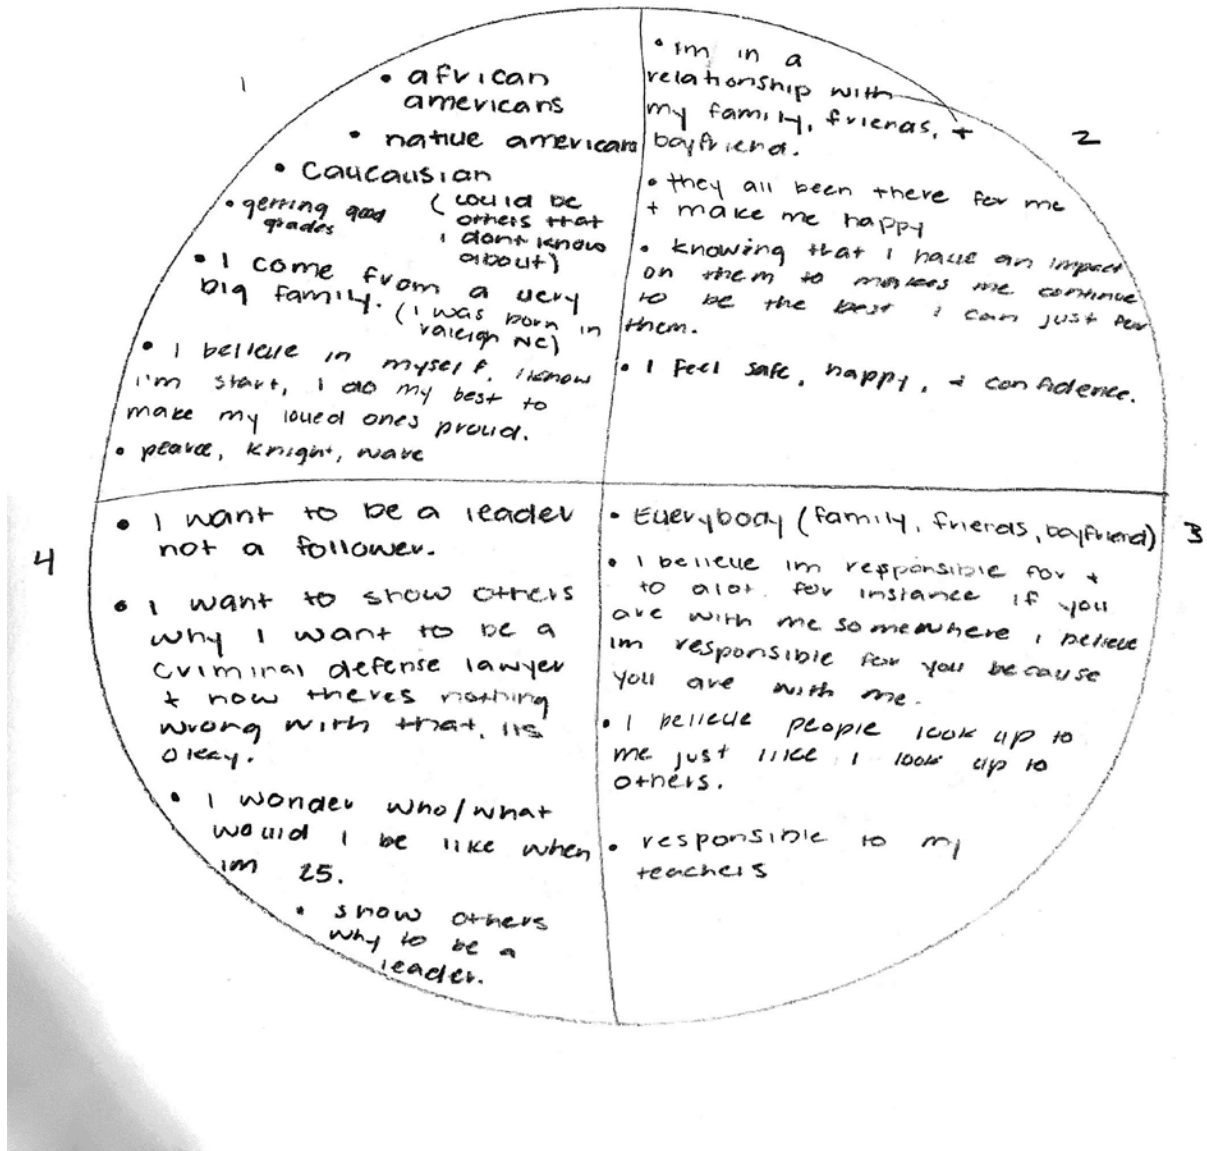 1
• african
americans
• native american
• Caucausian
• getting good
grades
(could be
others that
i dont know
about)
• I come from a very
big family.
(i was born in
raleigh NC)
• I believe in myself. i know
i'm start, I do my best to
make my loved ones proud.
• pearce, knight, ware
2
• Im in a
relationship with
my family, friends, +
boyfriend.
• they all been there for me
+ make me happy
• knowing that I have an impact
on them to makes me continue
to be the best i can just for
them.
• I feel safe, happy, + confidence.
3
• Everybody (family, friends, boyfriend)
• I believe im responsible for +
to alot. for instance if you
are with me somewhere i believe
im responsible for you because
you are with me.
• I believe people look up to
me just like i look up to
others.
• responsible to my
teachers
4
• I want to be a leader
not a follower.
• I want to show others
why I want to be a
criminal defense lawyer
+ how theres nothing
wrong with that, its
okay.
• I wonder who/what
would i be like when
im 25.
• show others
why to be a
leader.